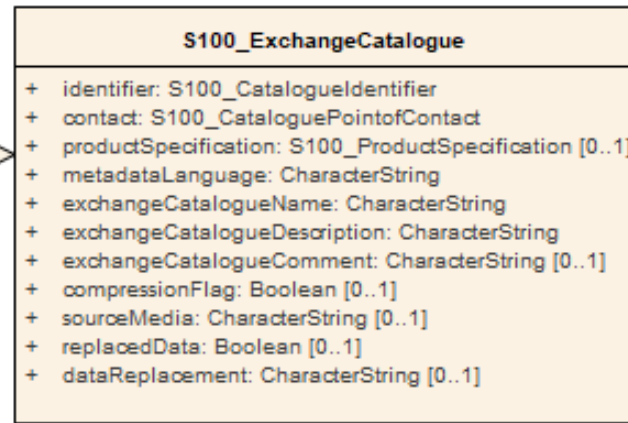 S100_ExchangeCatalogue
+ identifier: S100_CatalogueIdentifier
+ contact: S100_CataloguePointofContact
+ productSpecification: S100_ProductSpecification [0..1]
+ metadataLanguage: CharacterString
+ exchangeCatalogueName: CharacterString
+ exchangeCatalogueDescription: CharacterString
+ exchangeCatalogueComment: CharacterString [0..1]
+ compressionFlag: Boolean [0..1]
+ sourceMedia: CharacterString [0..1]
+ replacedData: Boolean [0..1]
+ dataReplacement: CharacterString [0..1]